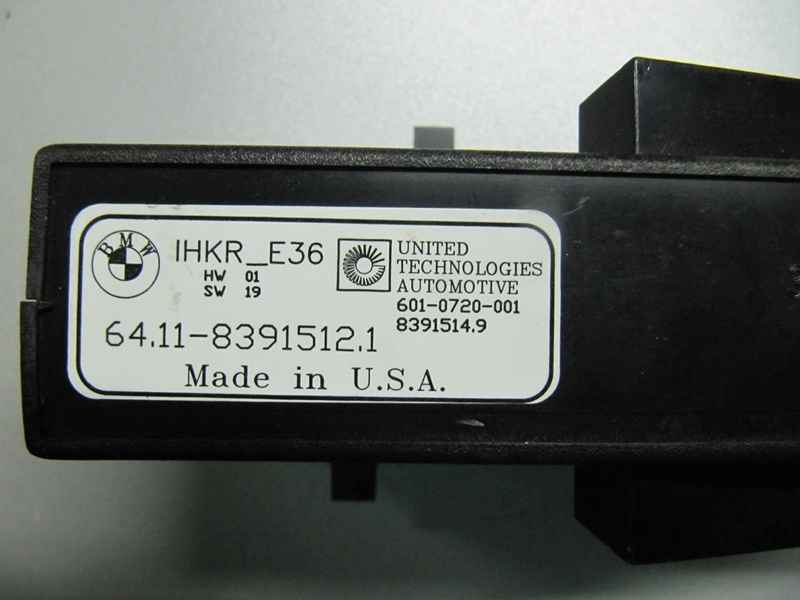 BMW
IHKR_E36
HW 01
SW 19
UNITED
TECHNOLOGIES
AUTOMOTIVE
601-0720-001
8391514.9
64.11-8391512.1
Made in U.S.A.